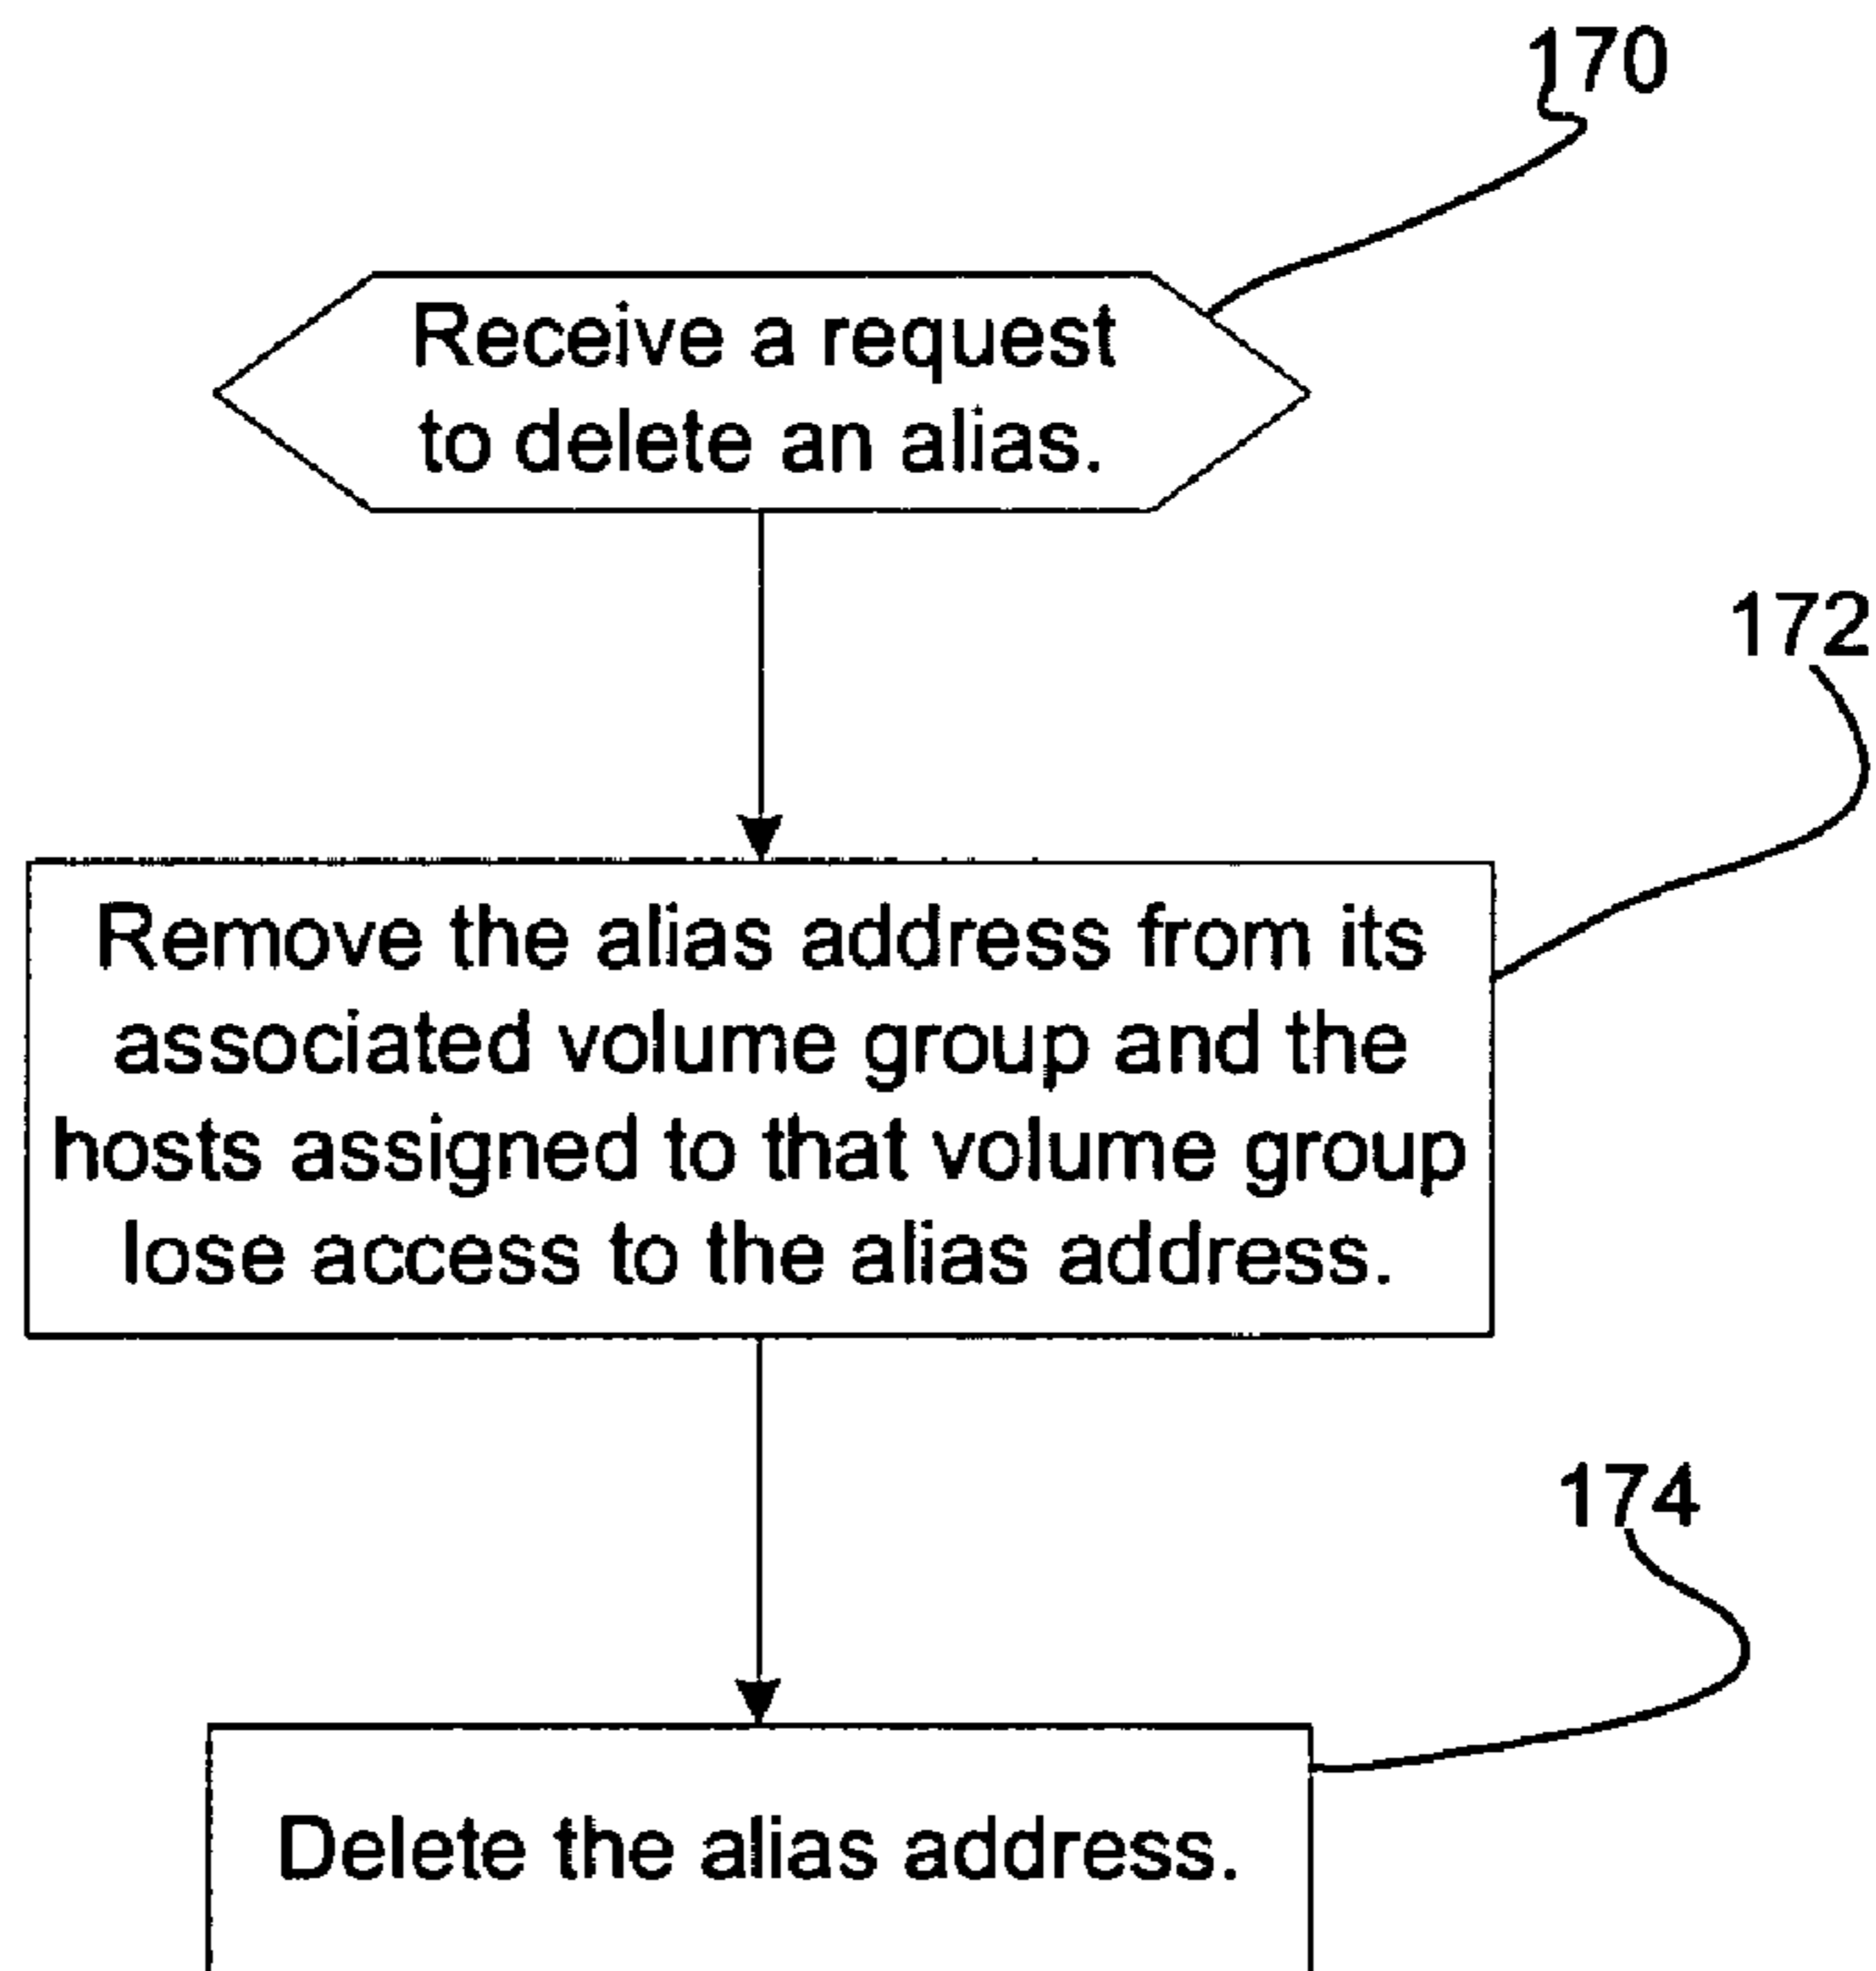 170
Receive a request
to delete an alias.
172
Remove the alias address from its
associated volume group and the
hosts assigned to that volume group
lose access to the alias address.
174
Delete the alias address.